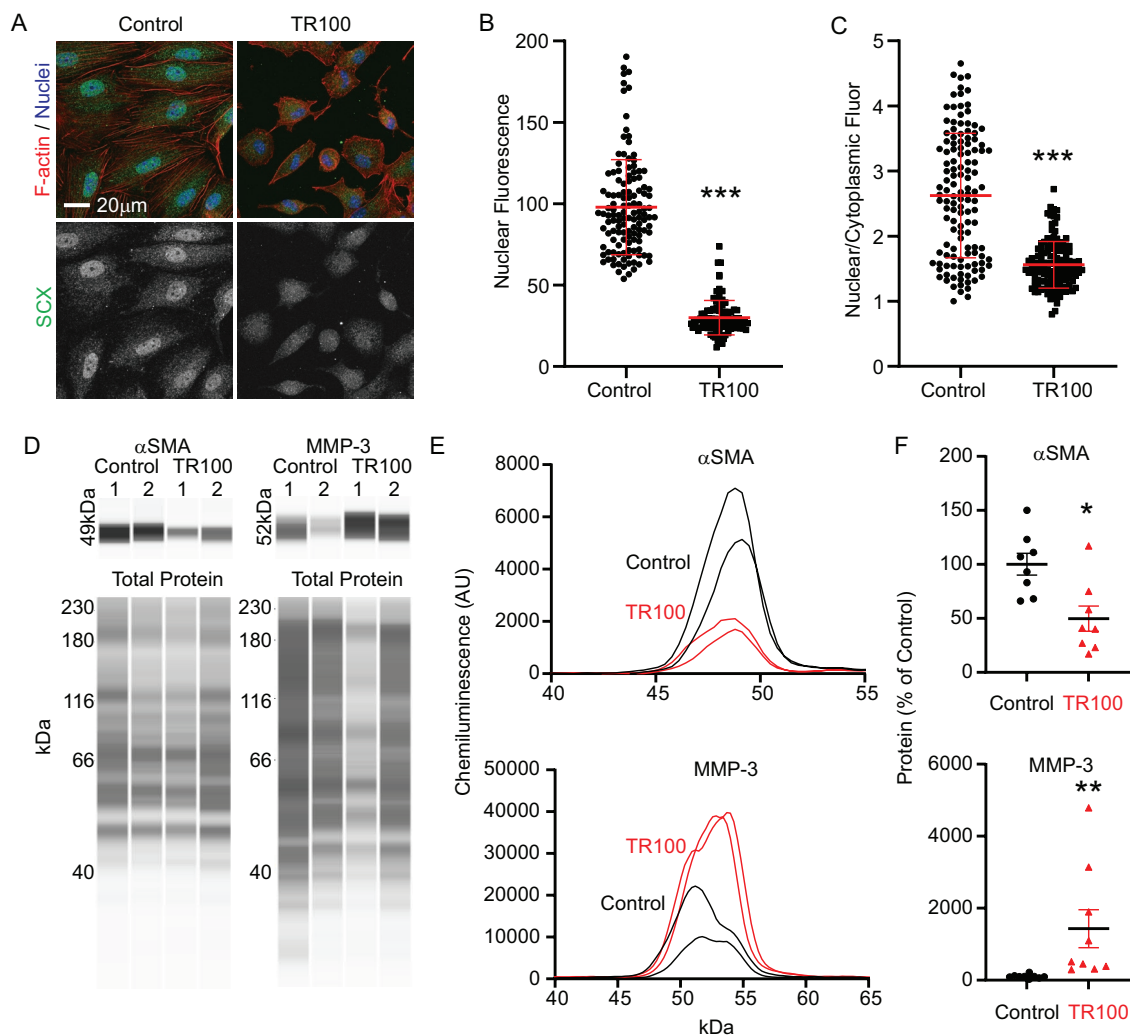 A
Control
TR100
F-actin / Nuclei
20μm
SCX
B
200
150
100
50
0
Nuclear Fluorescence
***
Control
TR100
C
5
4
3
2
1
0
Nuclear/Cytoplasmic Fluor
***
Control
TR100
D
αSMA
MMP-3
Control TR100
Control TR100
1 2 1 2
1 2 1 2
49kDa
52kDa
Total Protein
Total Protein
230
180
116
66
40
kDa
230
180
116
66
40
E
αSMA
8000
6000
4000
2000
0
Control
TR100
40 45 50 55
Chemiluminescence (AU)
MMP-3
50000
40000
30000
20000
10000
0
TR100
Control
40 45 50 55 60 65
kDa
F
αSMA
200
150
100
50
0
*
Control TR100
Protein (% of Control)
MMP-3
6000
4000
2000
0
**
Control TR100